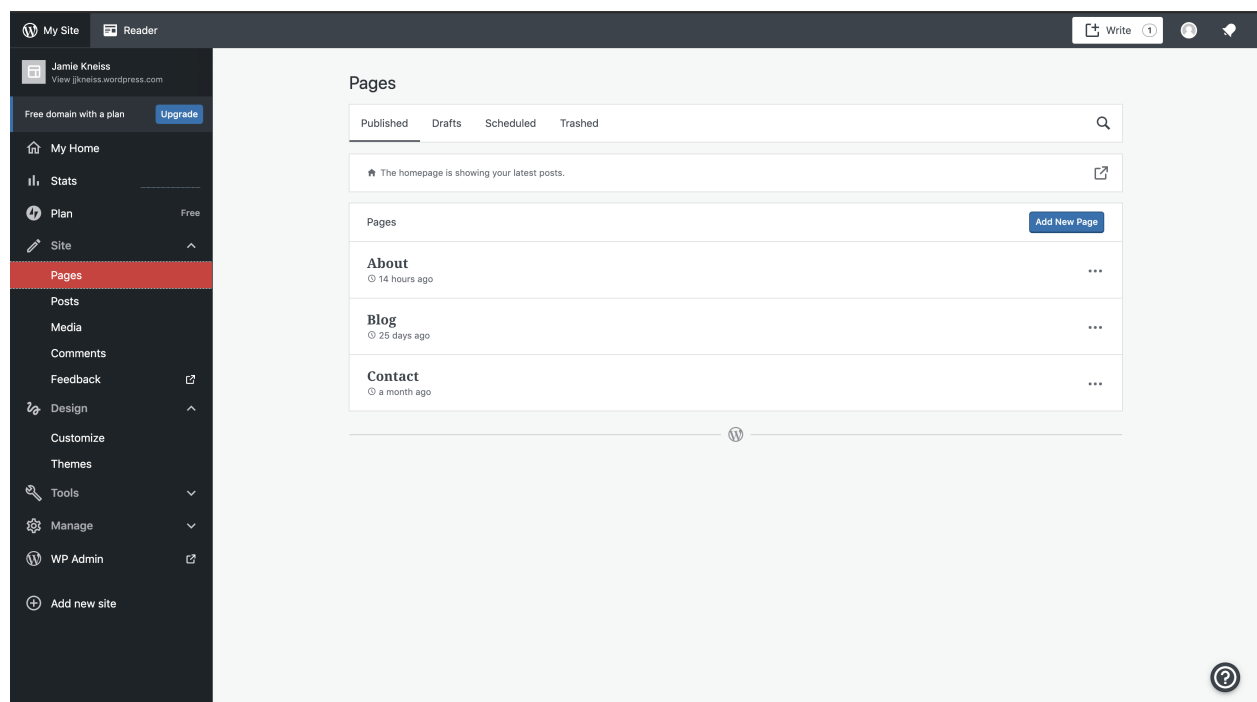 My Site
Reader
Write 1
Jamie Kneiss
View jjkneiss.wordpress.com
Free domain with a plan
Upgrade
My Home
Stats
Plan
Free
Site
Pages
Posts
Media
Comments
Feedback
Design
Customize
Themes
Tools
Manage
WP Admin
Add new site
Pages
Published
Drafts
Scheduled
Trashed
The homepage is showing your latest posts.
Pages
Add New Page
About
14 hours ago
Blog
25 days ago
Contact
a month ago